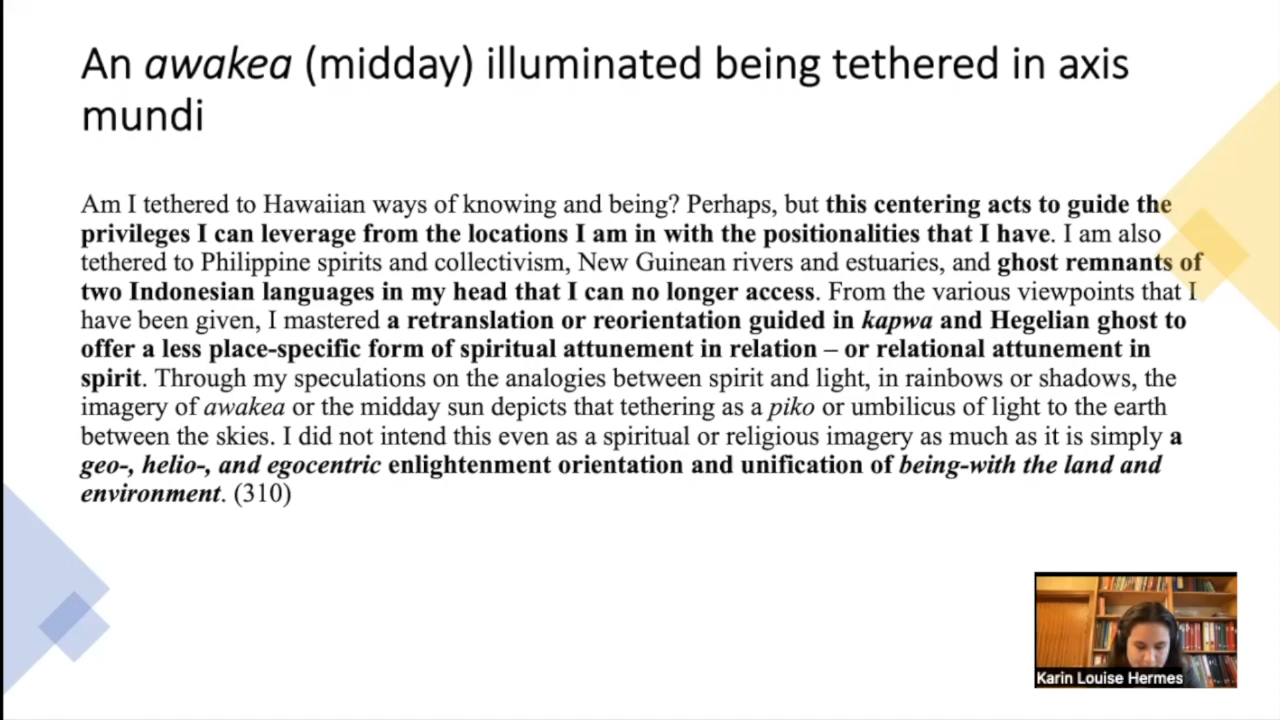 An awakea (midday) illuminated being tethered in axis
mundi
Am I tethered to Hawaiian ways of knowing and being? Perhaps, but this centering acts to guide the
privileges I can leverage from the locations I am in with the positionalities that I have. I am also
tethered to Philippine spirits and collectivism, New Guinean rivers and estuaries, and ghost remnants of
two Indonesian languages in my head that I can no longer access. From the various viewpoints that I
have been given, I mastered a retranslation or reorientation guided in kapwa and Hegelian ghost to
offer a less place-specific form of spiritual attunement in relation – or relational attunement in
spirit. Through my speculations on the analogies between spirit and light, in rainbows or shadows, the
imagery of awakea or the midday sun depicts that tethering as a piko or umbilicus of light to the earth
between the skies. I did not intend this even as a spiritual or religious imagery as much as it is simply a
geo-, helio-, and egocentric enlightenment orientation and unification of being-with the land and
environment. (310)
Karin Louise Hermes